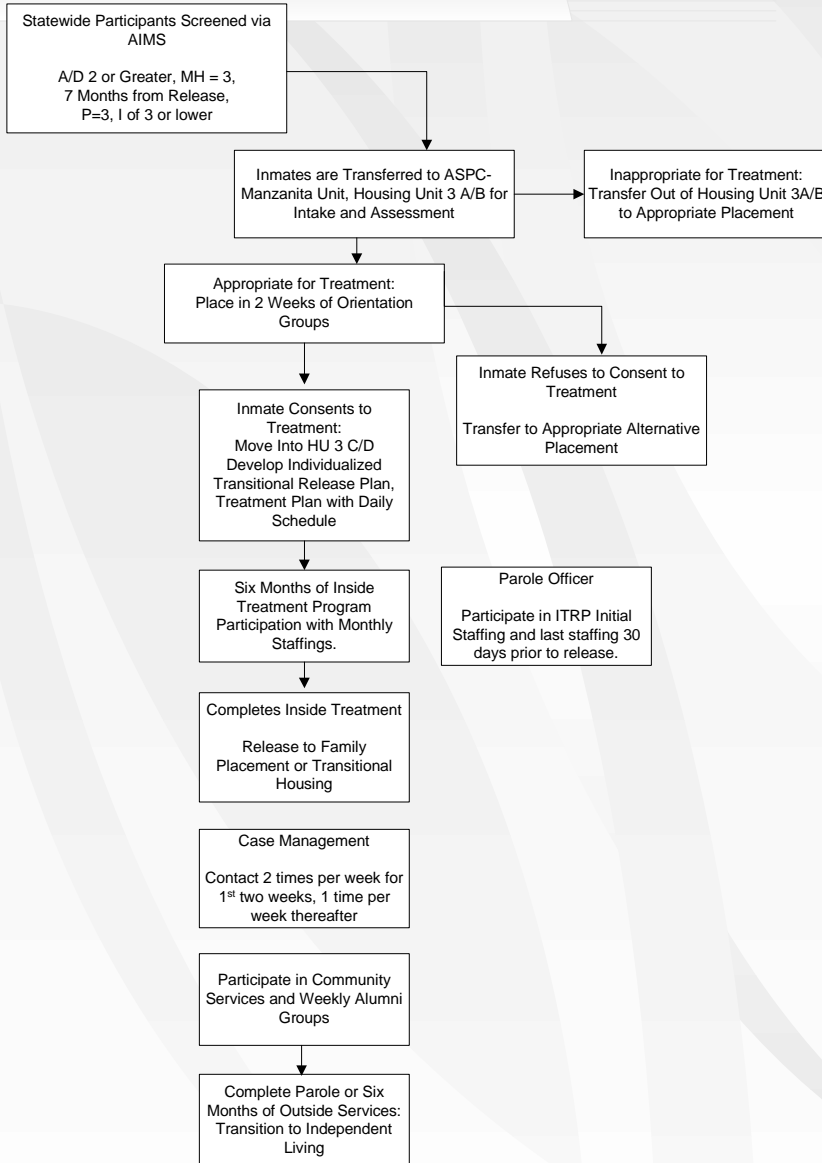 Statewide Participants Screened via
AIMS
A/D 2 or Greater, MH = 3,
7 Months from Release,
P=3, I of 3 or lower
Inmates are Transferred to ASPC-
Manzanita Unit, Housing Unit 3 A/B for
Intake and Assessment
Inappropriate for Treatment:
Transfer Out of Housing Unit 3A/B
to Appropriate Placement
Appropriate for Treatment:
Place in 2 Weeks of Orientation
Groups
Inmate Refuses to Consent to
Treatment
Transfer to Appropriate Alternative
Placement
Inmate Consents to
Treatment:
Move Into HU 3 C/D
Develop Individualized
Transitional Release Plan,
Treatment Plan with Daily
Schedule
Six Months of Inside
Treatment Program
Participation with Monthly
Staffings.
Parole Officer
Participate in ITRP Initial
Staffing and last staffing 30
days prior to release.
Completes Inside Treatment
Release to Family
Placement or Transitional
Housing
Case Management
Contact 2 times per week for
1st two weeks, 1 time per
week thereafter
Participate in Community
Services and Weekly Alumni
Groups
Complete Parole or Six
Months of Outside Services:
Transition to Independent
Living